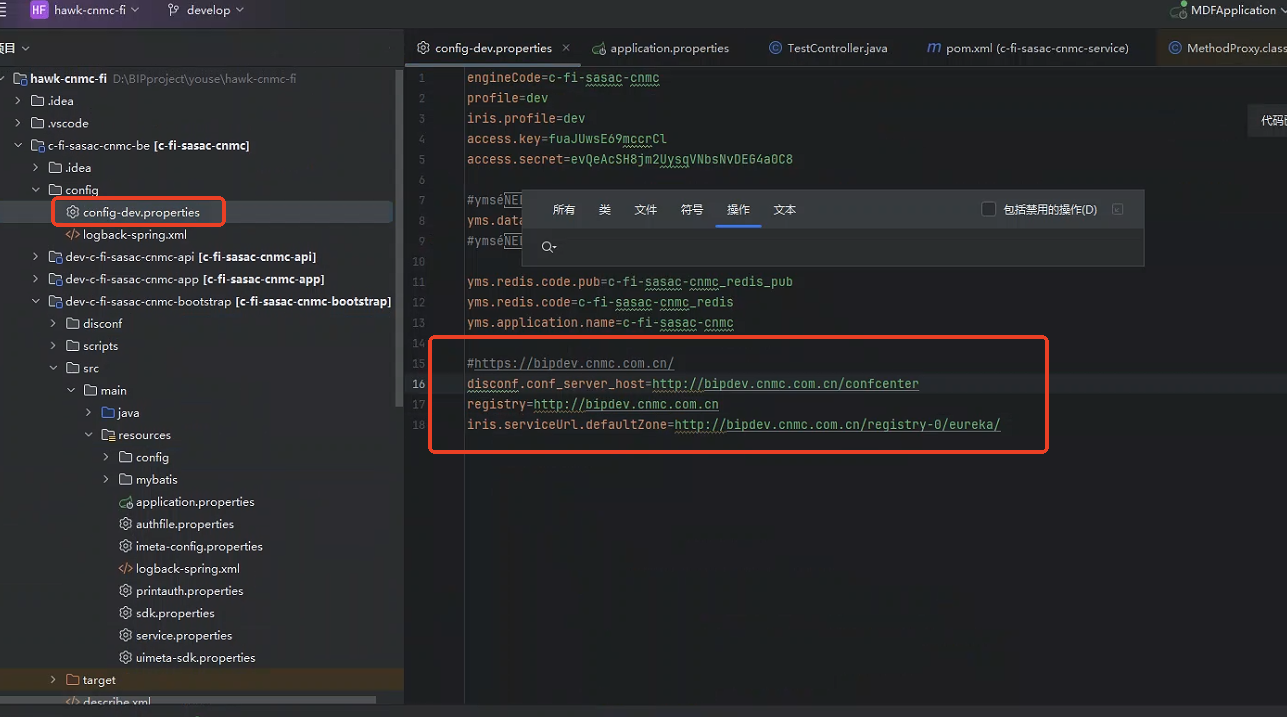 HF hawk-cnmc-fi develop MDFApplication
项目
config-dev.properties application.properties TestController.java pom.xml (c-fi-sasac-cnmc-service) MethodProxy.class
hawk-cnmc-fi D:\BIPproject\youse\hawk-cnmc-fi
.idea
.vscode
c-fi-sasac-cnmc-be [c-fi-sasac-cnmc]
.idea
config
config-dev.properties
logback-spring.xml
dev-c-fi-sasac-cnmc-api [c-fi-sasac-cnmc-api]
dev-c-fi-sasac-cnmc-app [c-fi-sasac-cnmc-app]
dev-c-fi-sasac-cnmc-bootstrap [c-fi-sasac-cnmc-bootstrap]
disconf
scripts
src
main
java
resources
config
mybatis
application.properties
authfile.properties
imeta-config.properties
logback-spring.xml
printauth.properties
sdk.properties
service.properties
uimeta-sdk.properties
target
describe.xml
1 engineCode=c-fi-sasac-cnmc
2 profile=dev
3 iris.profile=dev
4 access.key=fuaJUwsE69mccrCl
5 access.secret=evQeAcSH8jm2UysqVNbsNvDEG4a0C8
6
7 #ymséNEL
8 yms.data
9 #ymséNEL
10
11 yms.redis.code.pub=c-fi-sasac-cnmc_redis_pub
12 yms.redis.code=c-fi-sasac-cnmc_redis
13 yms.application.name=c-fi-sasac-cnmc
14
15 #https://bipdev.cnmc.com.cn/
16 disconf.conf_server_host=http://bipdev.cnmc.com.cn/confcenter
17 registry=http://bipdev.cnmc.com.cn
18 iris.serviceUrl.defaultZone=http://bipdev.cnmc.com.cn/registry-0/eureka/
所有 类 文件 符号 操作 文本 包括禁用的操作(D)
代码